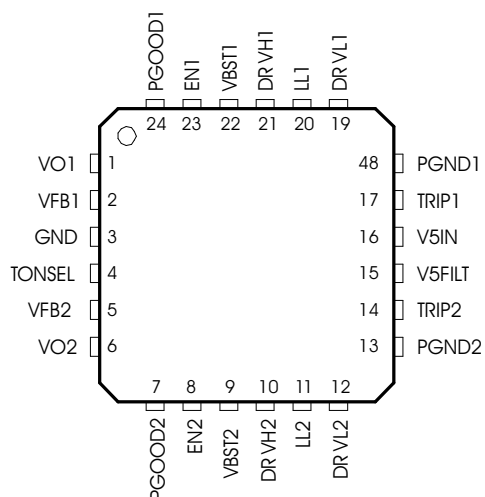 PGOOD1
EN1
VBST1
DRVH1
LL1
DRVL1
24 23 22 21 20 19
VO1 1 48 PGND1
VFB1 2 17 TRIP1
GND 3 16 V5IN
TONSEL 4 15 V5FILT
VFB2 5 14 TRIP2
VO2 6 13 PGND2
7 8 9 10 11 12
PGOOD2
EN2
VBST2
DRVH2
LL2
DRVL2